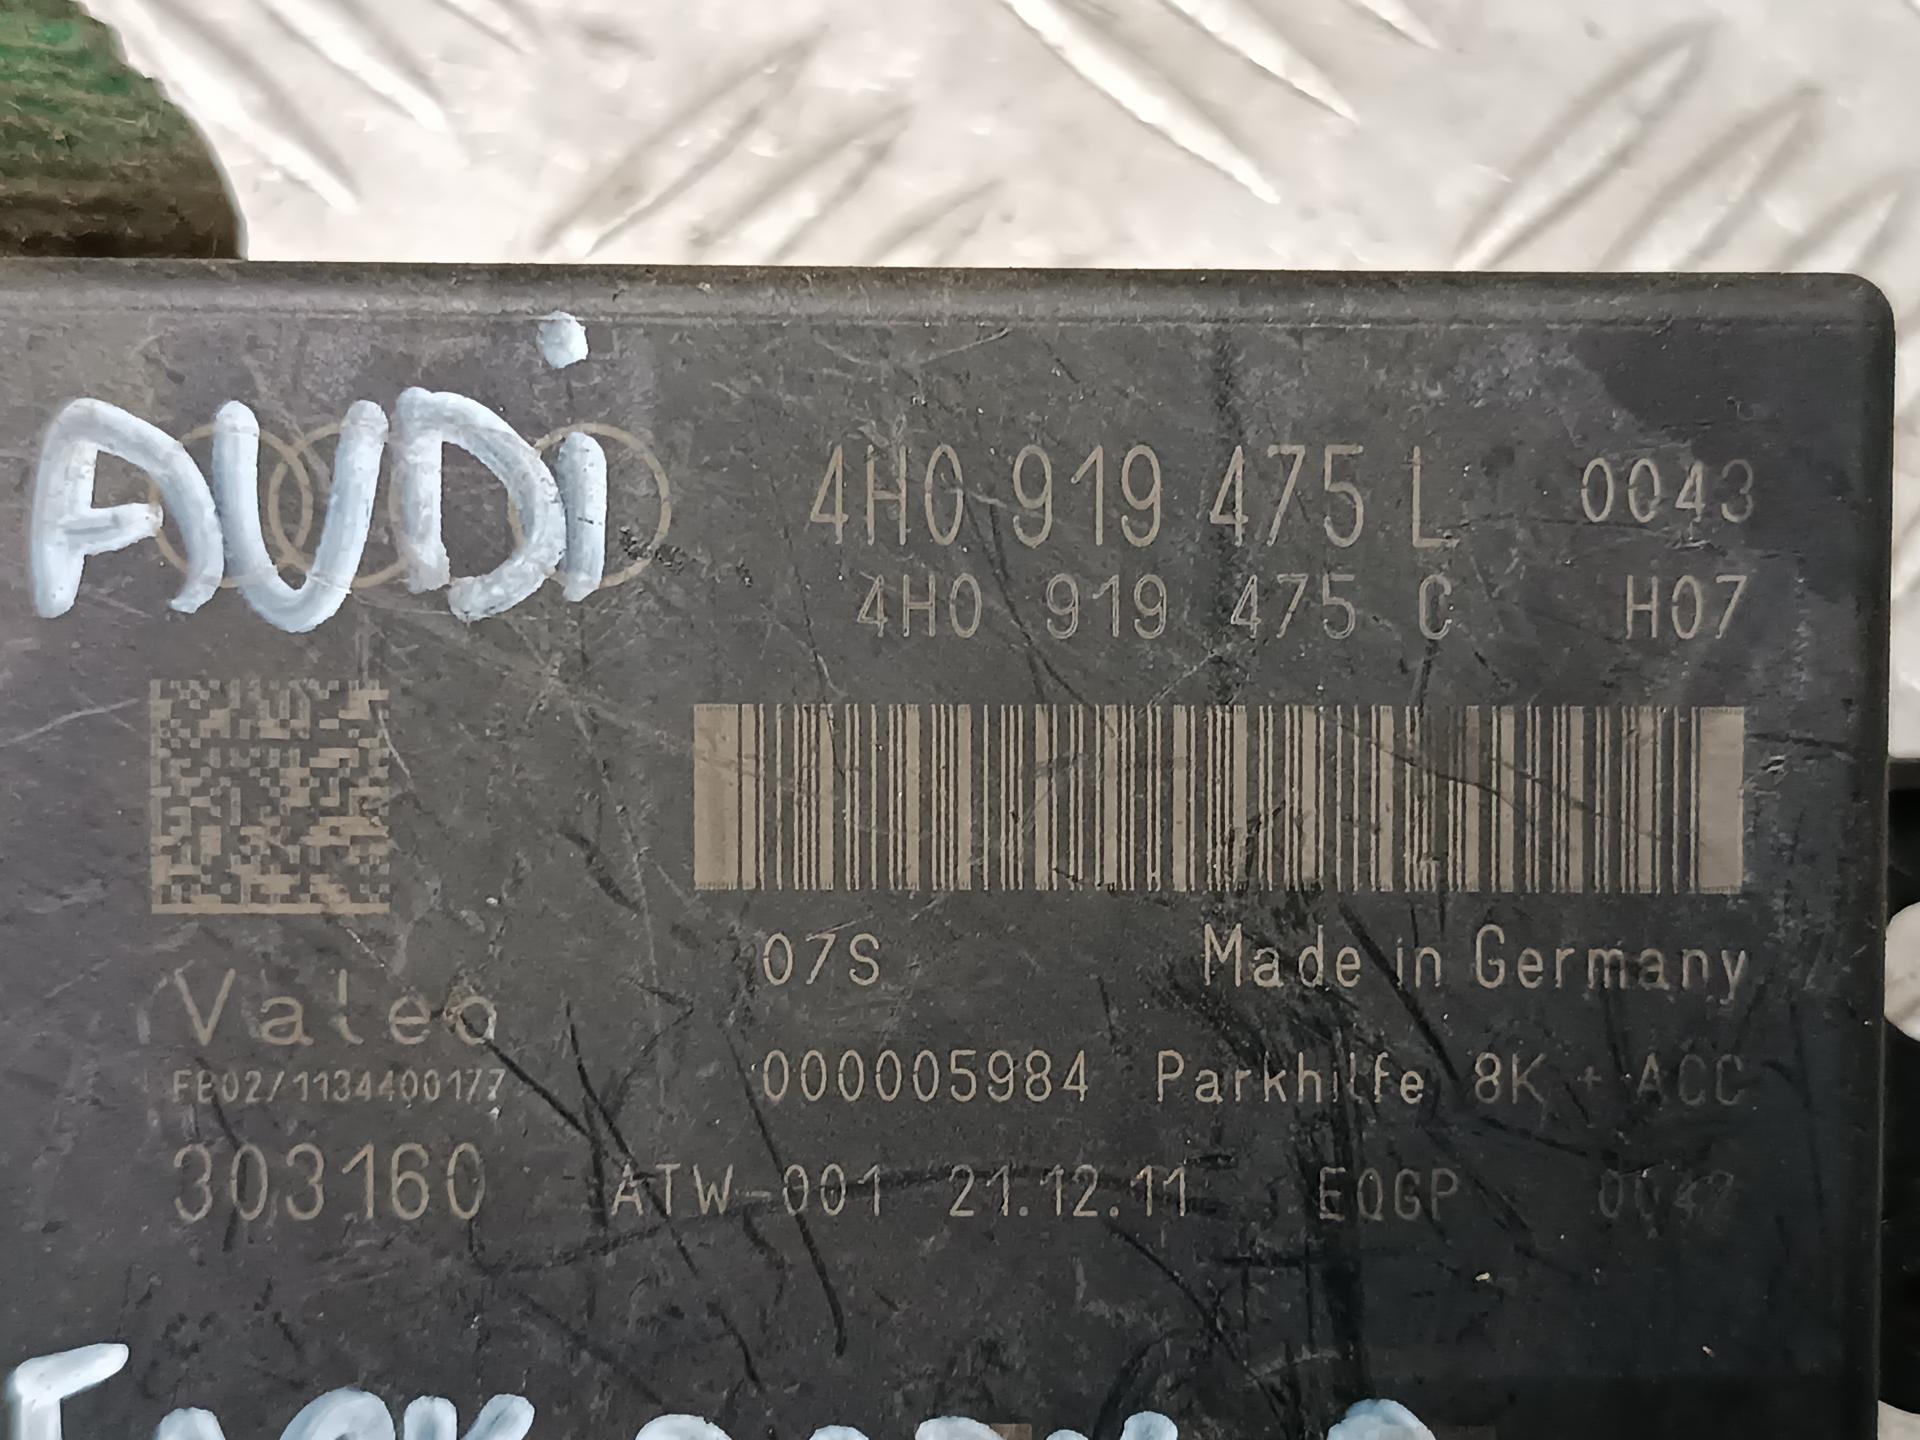 AUDi
4H0 919 475 L 0043
4H0 919 475 C H07
07S Made in Germany
Valeo
FB02/1134400177
000005984 Parkhilfe 8K + ACC
303160 ATW-001 21.12.11 EQGP